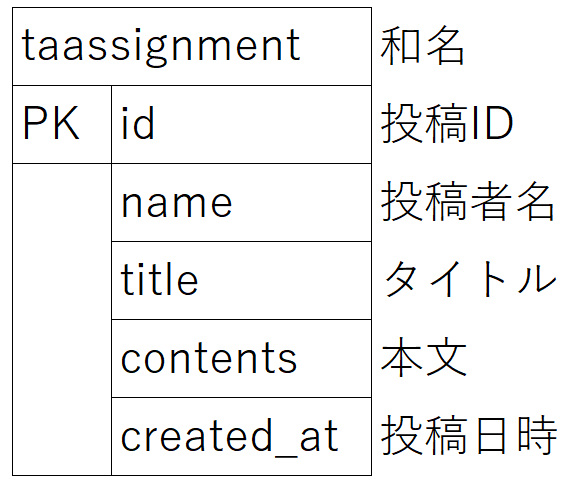 taassignment 和名
PK id 投稿ID
name 投稿者名
title タイトル
contents 本文
created_at 投稿日時